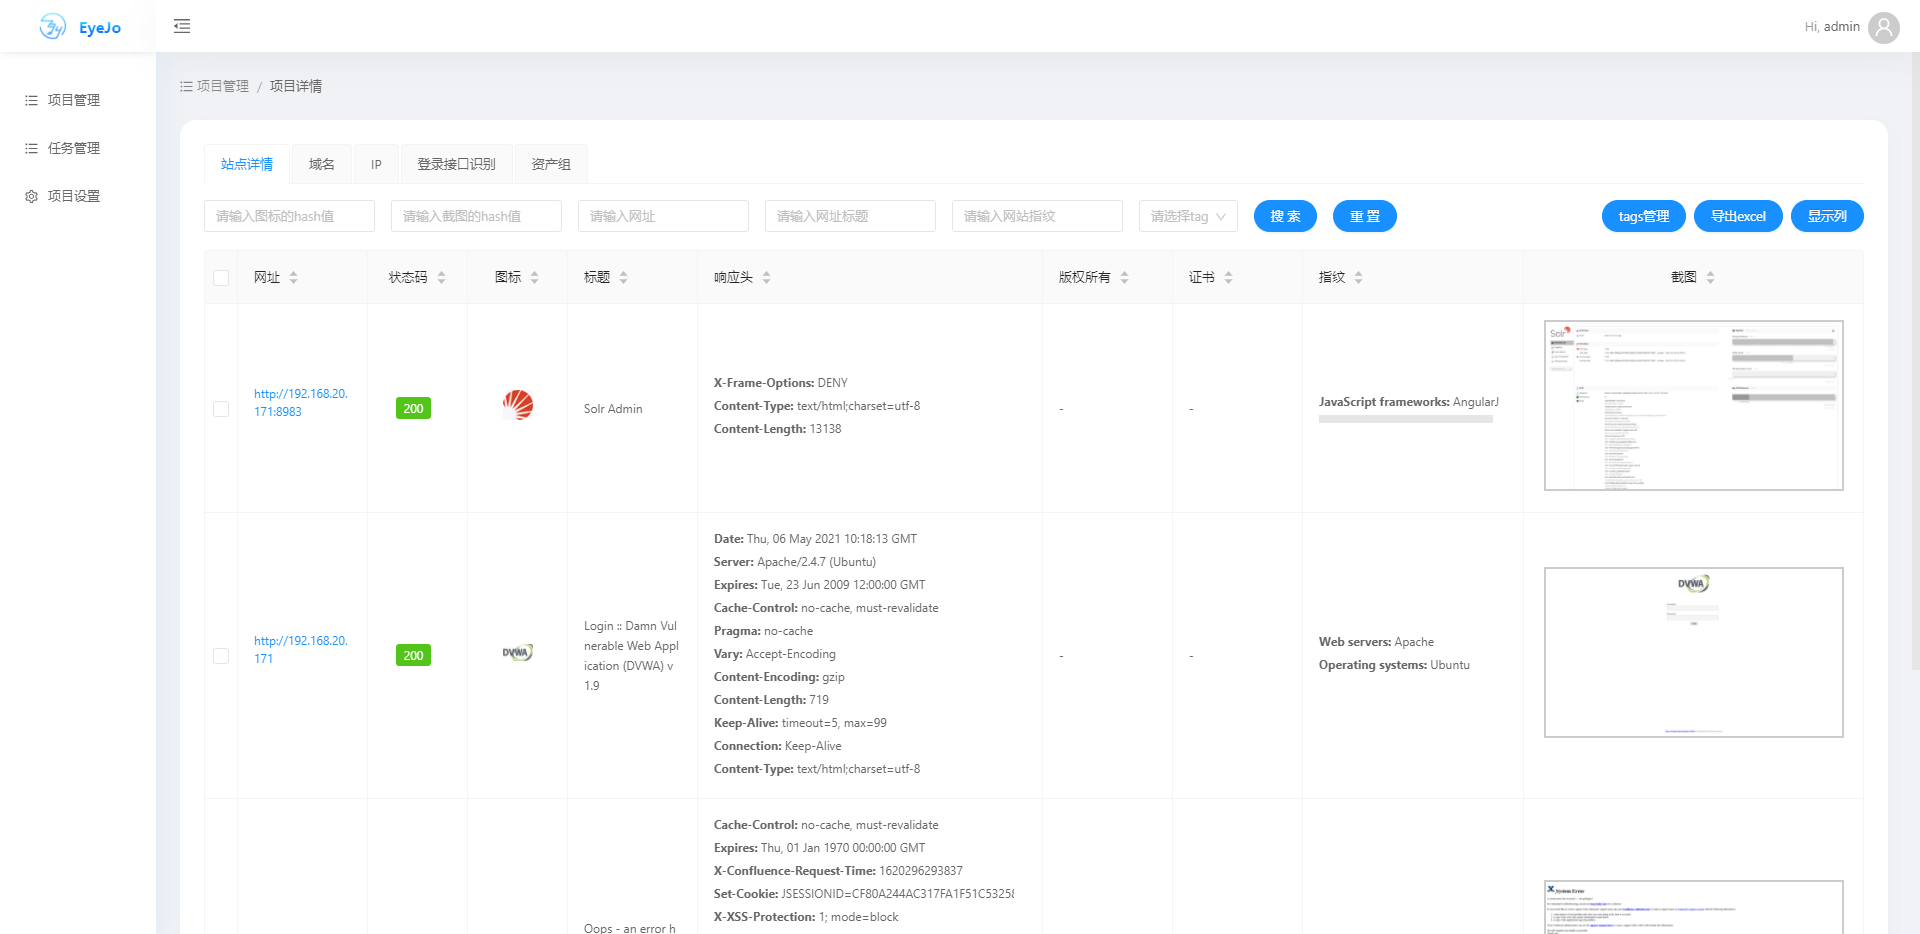 EyeJo
Hi, admin
项目管理
任务管理
项目设置
项目管理 / 项目详情
站点详情 域名 IP 登录接口识别 资产组
请输入图标的hash值 请输入截图的hash值 请输入网址 请输入网址标题 请输入网站指纹 请选择tag 搜索 重置 tags管理 导出excel 显示列
网址 状态码 图标 标题 响应头 版权所有 证书 指纹 截图
http://192.168.20.
171:8983
200
Solr Admin
X-Frame-Options: DENY
Content-Type: text/html;charset=utf-8
Content-Length: 13138
-
-
JavaScript frameworks: AngularJ
Solr
http://192.168.20.
171
200
DVWA
Login :: Damn Vul
nerable Web Appl
ication (DVWA) v
1.9
Date: Thu, 06 May 2021 10:18:13 GMT
Server: Apache/2.4.7 (Ubuntu)
Expires: Tue, 23 Jun 2009 12:00:00 GMT
Cache-Control: no-cache, must-revalidate
Pragma: no-cache
Vary: Accept-Encoding
Content-Encoding: gzip
Content-Length: 719
Keep-Alive: timeout=5, max=99
Connection: Keep-Alive
Content-Type: text/html;charset=utf-8
-
-
Web servers: Apache
Operating systems: Ubuntu
DVWA
Oops - an error h
Cache-Control: no-cache, must-revalidate
Expires: Thu, 01 Jan 1970 00:00:00 GMT
X-Confluence-Request-Time: 1620296293837
Set-Cookie: JSESSIONID=CF80A244AC317FA1F51C5325
X-XSS-Protection: 1; mode=block
System Error